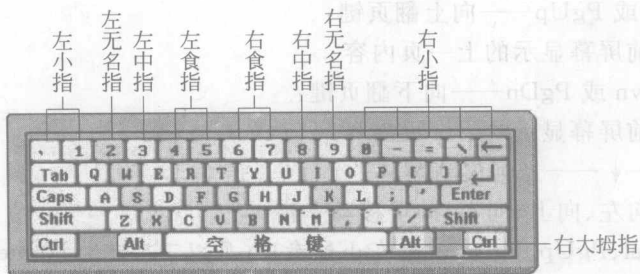 左小指 左无名指 左中指 左食指 右食指 右中指 右无名指 右小指
、 1 2 3 4 5 6 7 8 9 0 - = \ ←
Tab Q W E R T Y U I O P [ ]
Caps A S D F G H J K L ; ' Enter
Shift Z X C V B N M , . / Shift
Ctrl Alt 空格键 Alt Ctrl 右大拇指